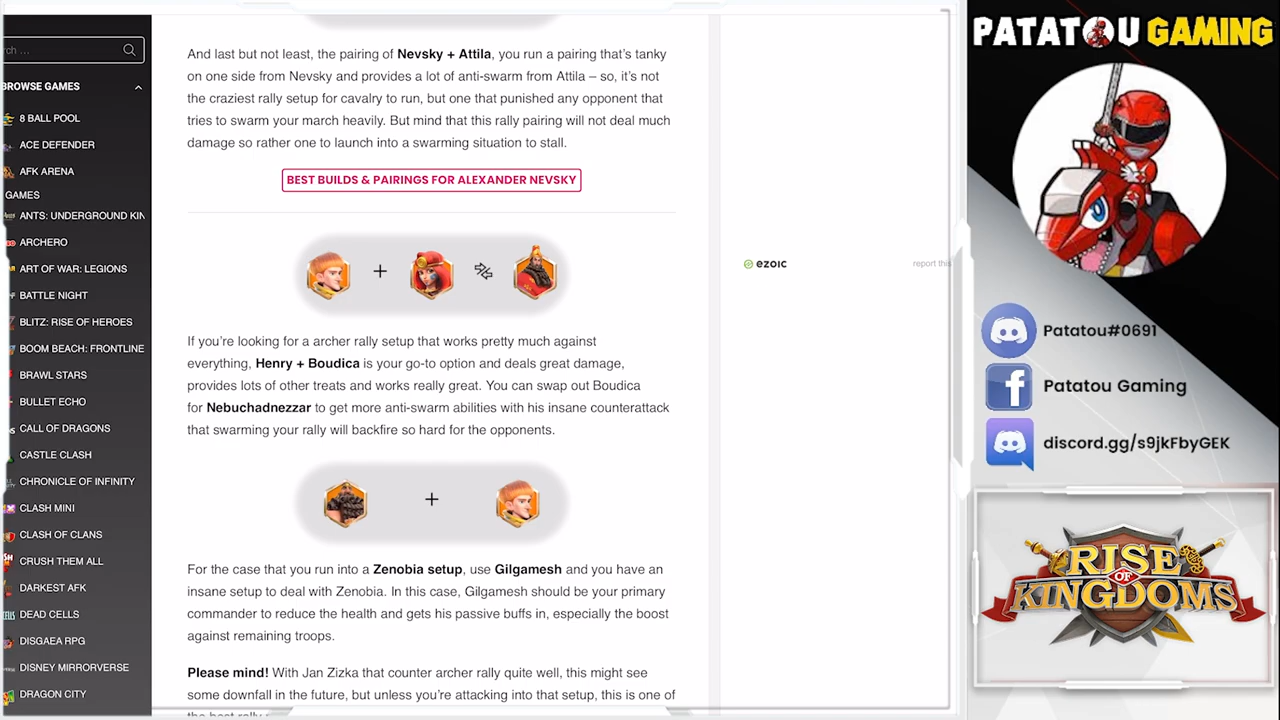 rch ...
BROWSE GAMES
8 BALL POOL
ACE DEFENDER
AFK ARENA
GAMES
ANTS: UNDERGROUND KIN
ARCHERO
ART OF WAR: LEGIONS
BATTLE NIGHT
BLITZ: RISE OF HEROES
BOOM BEACH: FRONTLINE
BRAWL STARS
BULLET ECHO
CALL OF DRAGONS
CASTLE CLASH
CHRONICLE OF INFINITY
CLASH MINI
CLASH OF CLANS
CRUSH THEM ALL
DARKEST AFK
DEAD CELLS
DISGAEA RPG
DISNEY MIRRORVERSE
DRAGON CITY
And last but not least, the pairing of Nevsky + Attila, you run a pairing that's tanky
on one side from Nevsky and provides a lot of anti-swarm from Attila – so, it's not
the craziest rally setup for cavalry to run, but one that punished any opponent that
tries to swarm your march heavily. But mind that this rally pairing will not deal much
damage so rather one to launch into a swarming situation to stall.
BEST BUILDS & PAIRINGS FOR ALEXANDER NEVSKY
+
If you're looking for a archer rally setup that works pretty much against
everything, Henry + Boudica is your go-to option and deals great damage,
provides lots of other treats and works really great. You can swap out Boudica
for Nebuchadnezzar to get more anti-swarm abilities with his insane counterattack
that swarming your rally will backfire so hard for the opponents.
+
For the case that you run into a Zenobia setup, use Gilgamesh and you have an
insane setup to deal with Zenobia. In this case, Gilgamesh should be your primary
commander to reduce the health and gets his passive buffs in, especially the boost
against remaining troops.
Please mind! With Jan Zizka that counter archer rally quite well, this might see
some downfall in the future, but unless you're attacking into that setup, this is one of
the best rally
ezoic
report this
PATATOU GAMING
Patatou#0691
Patatou Gaming
discord.gg/s9jkFbyGEK
RISE
OF
KINGDOMS